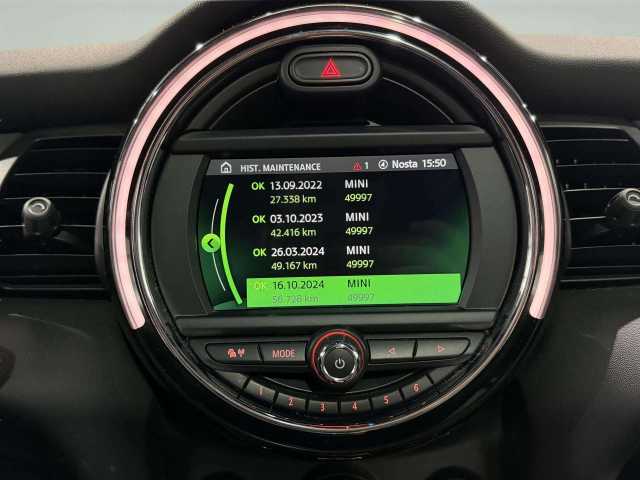 HIST. MAINTENANCE 1 Nosta 15:50
OK 13.09.2022 MINI
27.338 km 49997
OK 03.10.2023 MINI
42.416 km 49997
OK 26.03.2024 MINI
49.167 km 49997
OK 16.10.2024 MINI
56.728 km 49997
MODE
1 2 3 4 5 6